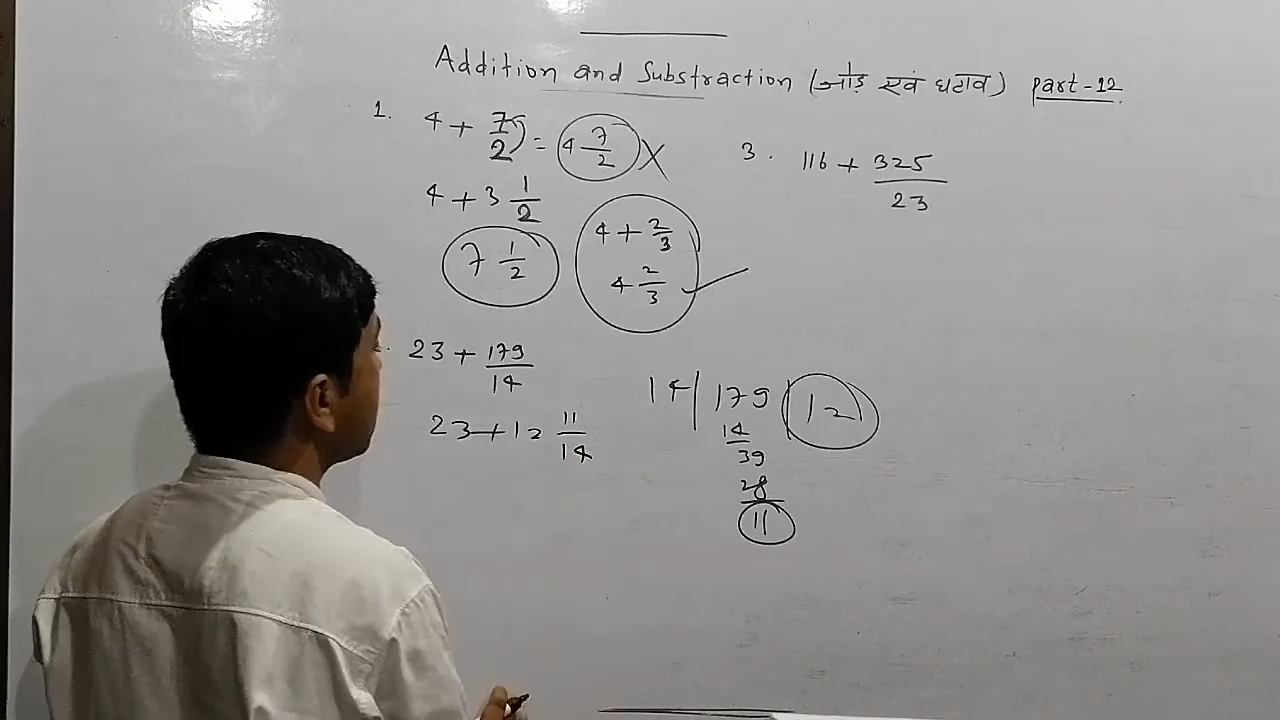 Addition and Substraction (जोड़ एवं घटाव) part-12
1. 4 + 7/2) = 4 7/2 X
4 + 3 1/2
7 1/2
4 + 2/3
4 2/3 ✓
23 + 179/14
23 + 12 11/14
14 | 179 | 12
14
39
28
11
3. 116 + 325/23